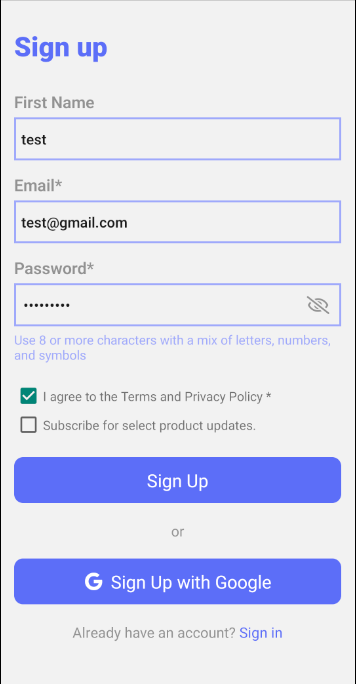 Sign up
First Name
test
Email*
test@gmail.com
Password*
•••••••••
Use 8 or more characters with a mix of letters, numbers,
and symbols
I agree to the Terms and Privacy Policy *
Subscribe for select product updates.
Sign Up
or
G Sign Up with Google
Already have an account? Sign in